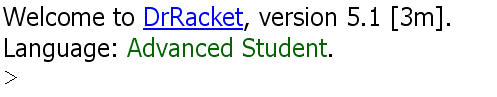 Welcome to DrRacket, version 5.1 [3m].
Language: Advanced Student.
>